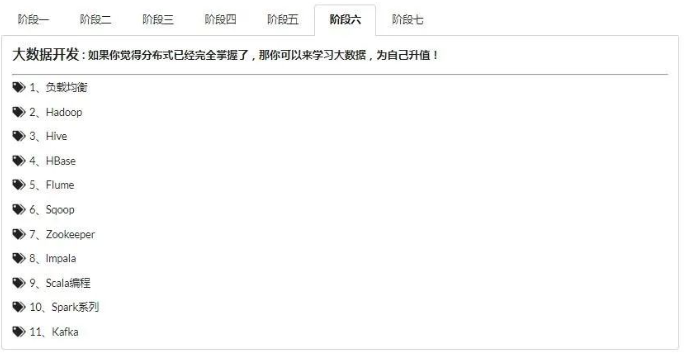 阶段一 阶段二 阶段三 阶段四 阶段五 阶段六 阶段七
大数据开发：如果你觉得分布式已经完全掌握了，那你可以来学习大数据，为自己升值！
1、负载均衡
2、Hadoop
3、Hive
4、HBase
5、Flume
6、Sqoop
7、Zookeeper
8、Impala
9、Scala编程
10、Spark系列
11、Kafka